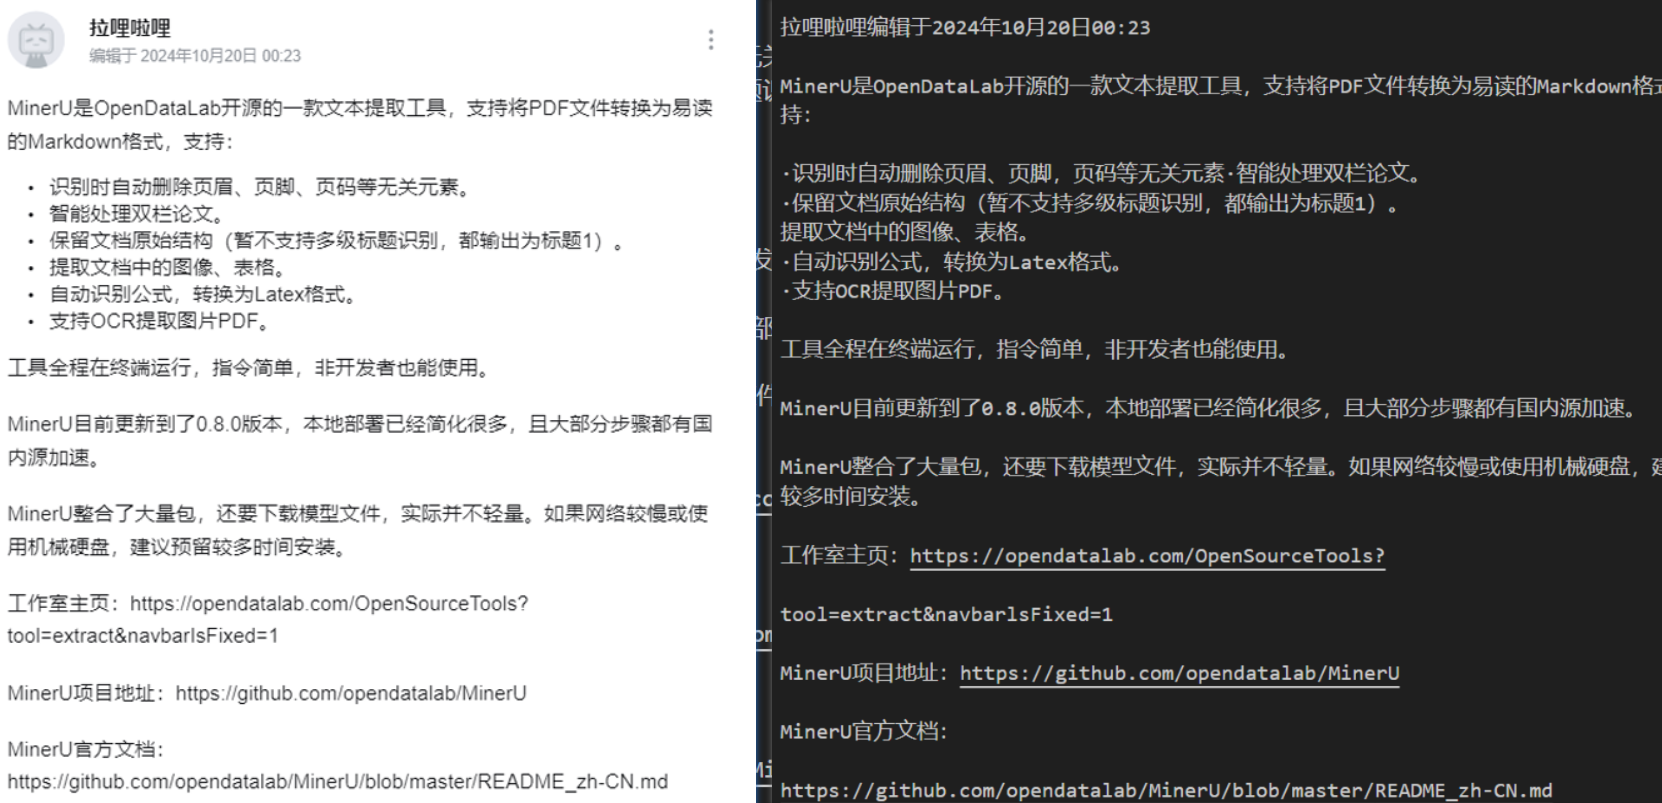 拉哩啦哩
编辑于 2024年10月20日 00:23
MinerU是OpenDataLab开源的一款文本提取工具，支持将PDF文件转换为易读
的Markdown格式，支持：
• 识别时自动删除页眉、页脚、页码等无关元素。
• 智能处理双栏论文。
• 保留文档原始结构（暂不支持多级标题识别，都输出为标题1）。
• 提取文档中的图像、表格。
• 自动识别公式，转换为Latex格式。
• 支持OCR提取图片PDF。
工具全程在终端运行，指令简单，非开发者也能使用。
MinerU目前更新到了0.8.0版本，本地部署已经简化很多，且大部分步骤都有国
内源加速。
MinerU整合了大量包，还要下载模型文件，实际并不轻量。如果网络较慢或使
用机械硬盘，建议预留较多时间安装。
工作室主页：https://opendatalab.com/OpenSourceTools?
tool=extract&navbarIsFixed=1
MinerU项目地址：https://github.com/opendatalab/MinerU
MinerU官方文档：
https://github.com/opendatalab/MinerU/blob/master/README_zh-CN.md
拉哩啦哩编辑于2024年10月20日00:23
MinerU是OpenDataLab开源的一款文本提取工具，支持将PDF文件转换为易读的Markdown格式
持：
·识别时自动删除页眉、页脚，页码等无关元素·智能处理双栏论文。
·保留文档原始结构（暂不支持多级标题识别，都输出为标题1）。
提取文档中的图像、表格。
·自动识别公式，转换为Latex格式。
·支持OCR提取图片PDF。
工具全程在终端运行，指令简单，非开发者也能使用。
MinerU目前更新到了0.8.0版本，本地部署已经简化很多，且大部分步骤都有国内源加速。
MinerU整合了大量包，还要下载模型文件，实际并不轻量。如果网络较慢或使用机械硬盘，建
较多时间安装。
工作室主页：https://opendatalab.com/OpenSourceTools?
tool=extract&navbarlsFixed=1
MinerU项目地址：https://github.com/opendatalab/MinerU
MinerU官方文档：
https://github.com/opendatalab/MinerU/blob/master/README_zh-CN.md